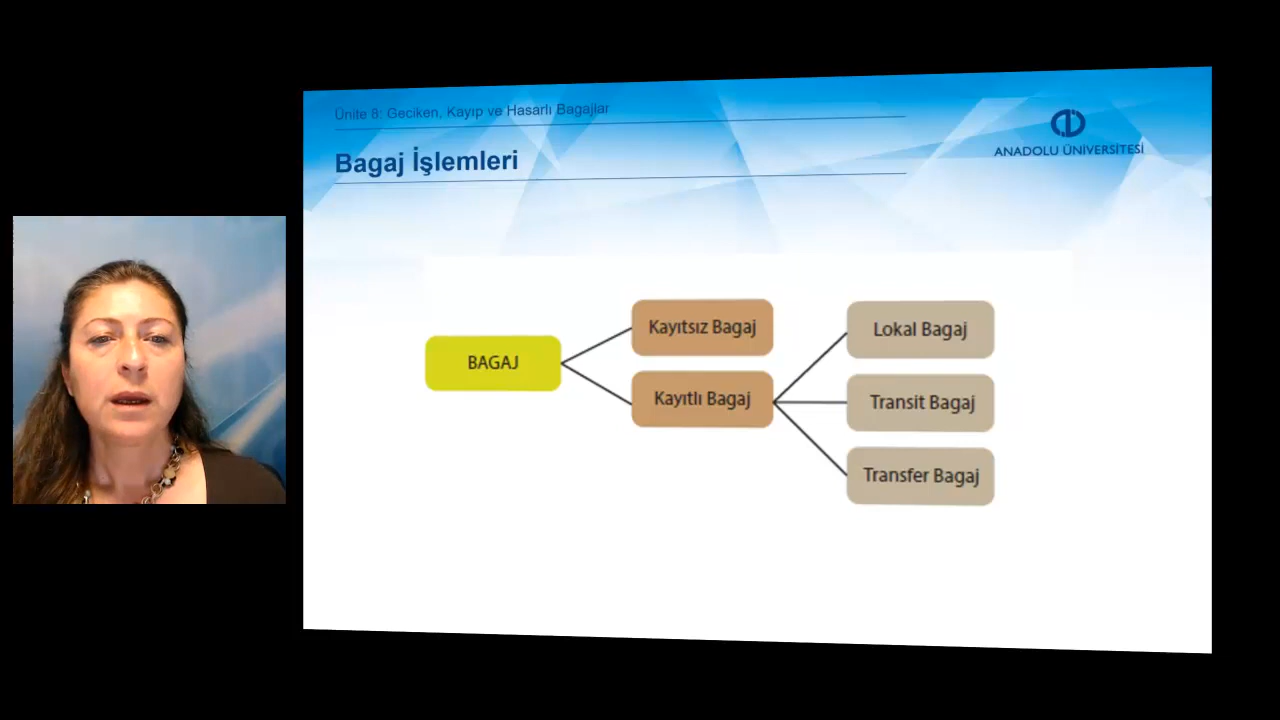 Ünite 8: Geciken, Kayıp ve Hasarlı Bagajlar
Bagaj İşlemleri
ANADOLU ÜNİVERSİTESİ
BAGAJ
Kayıtsız Bagaj
Kayıtlı Bagaj
Lokal Bagaj
Transit Bagaj
Transfer Bagaj